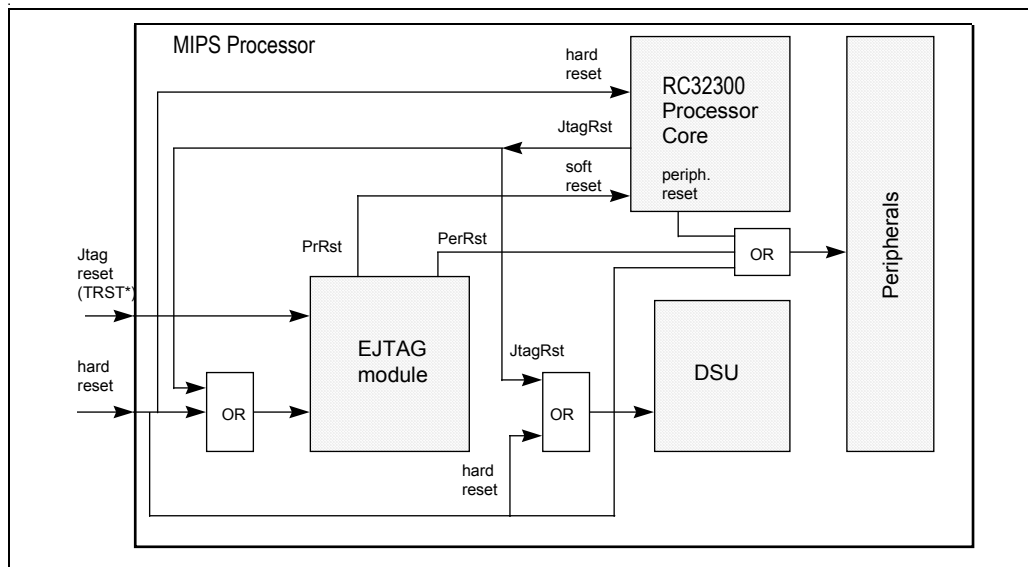 MIPS Processor
hard
reset
RC32300
Processor
Core
JtagRst
soft
reset
periph.
reset
PrRst
PerRst
OR
Peripherals
Jtag
reset
(TRST*)
EJTAG
module
JtagRst
DSU
hard
reset
OR
OR
hard
reset